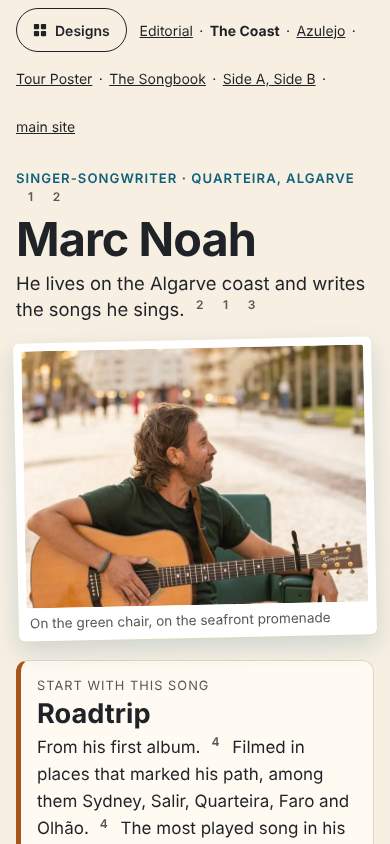 Designs Editorial · The Coast · Azulejo ·
Tour Poster · The Songbook · Side A, Side B ·
main site
SINGER-SONGWRITER · QUARTEIRA, ALGARVE
1 2
Marc Noah
He lives on the Algarve coast and writes
the songs he sings. 2 1 3
On the green chair, on the seafront promenade
START WITH THIS SONG
Roadtrip
From his first album. 4 Filmed in
places that marked his path, among
them Sydney, Salir, Quarteira, Faro and
Olhão. 4 The most played song in his